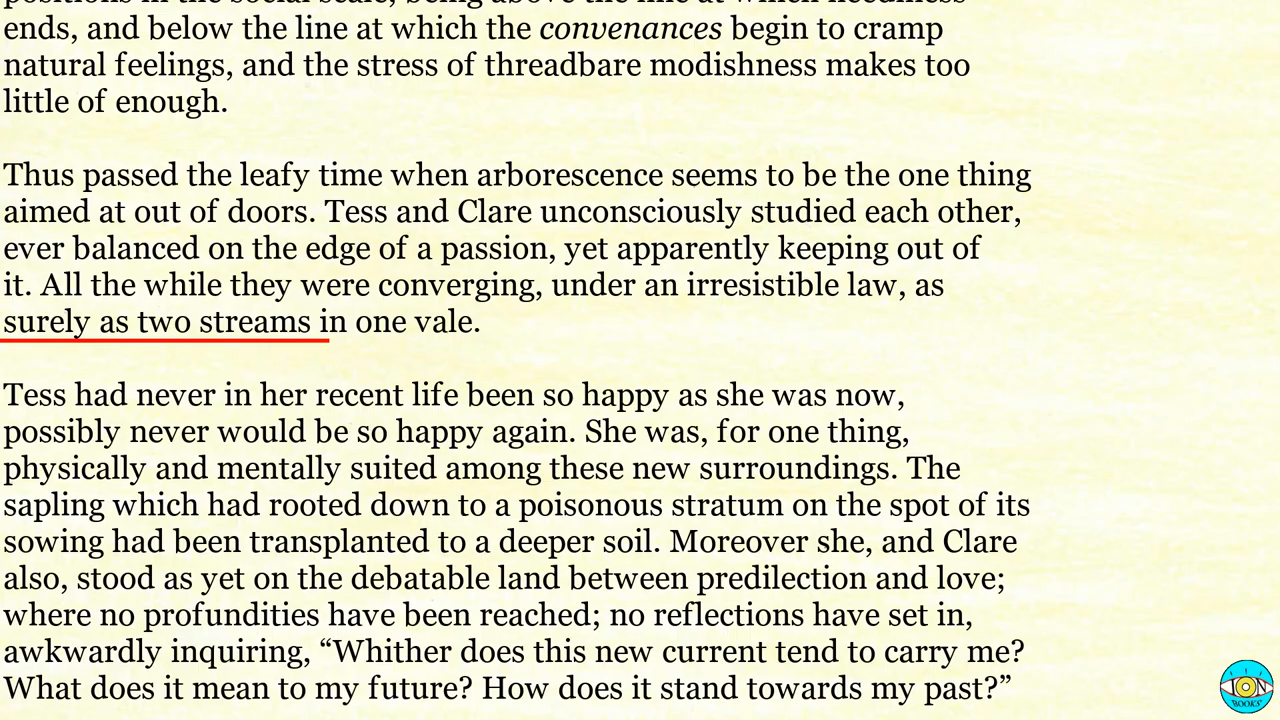 ends, and below the line at which the convenances begin to cramp
natural feelings, and the stress of threadbare modishness makes too
little of enough.
Thus passed the leafy time when arborescence seems to be the one thing
aimed at out of doors. Tess and Clare unconsciously studied each other,
ever balanced on the edge of a passion, yet apparently keeping out of
it. All the while they were converging, under an irresistible law, as
surely as two streams in one vale.
Tess had never in her recent life been so happy as she was now,
possibly never would be so happy again. She was, for one thing,
physically and mentally suited among these new surroundings. The
sapling which had rooted down to a poisonous stratum on the spot of its
sowing had been transplanted to a deeper soil. Moreover she, and Clare
also, stood as yet on the debatable land between predilection and love;
where no profundities have been reached; no reflections have set in,
awkwardly inquiring, “Whither does this new current tend to carry me?
What does it mean to my future? How does it stand towards my past?”
ION
BOOKS